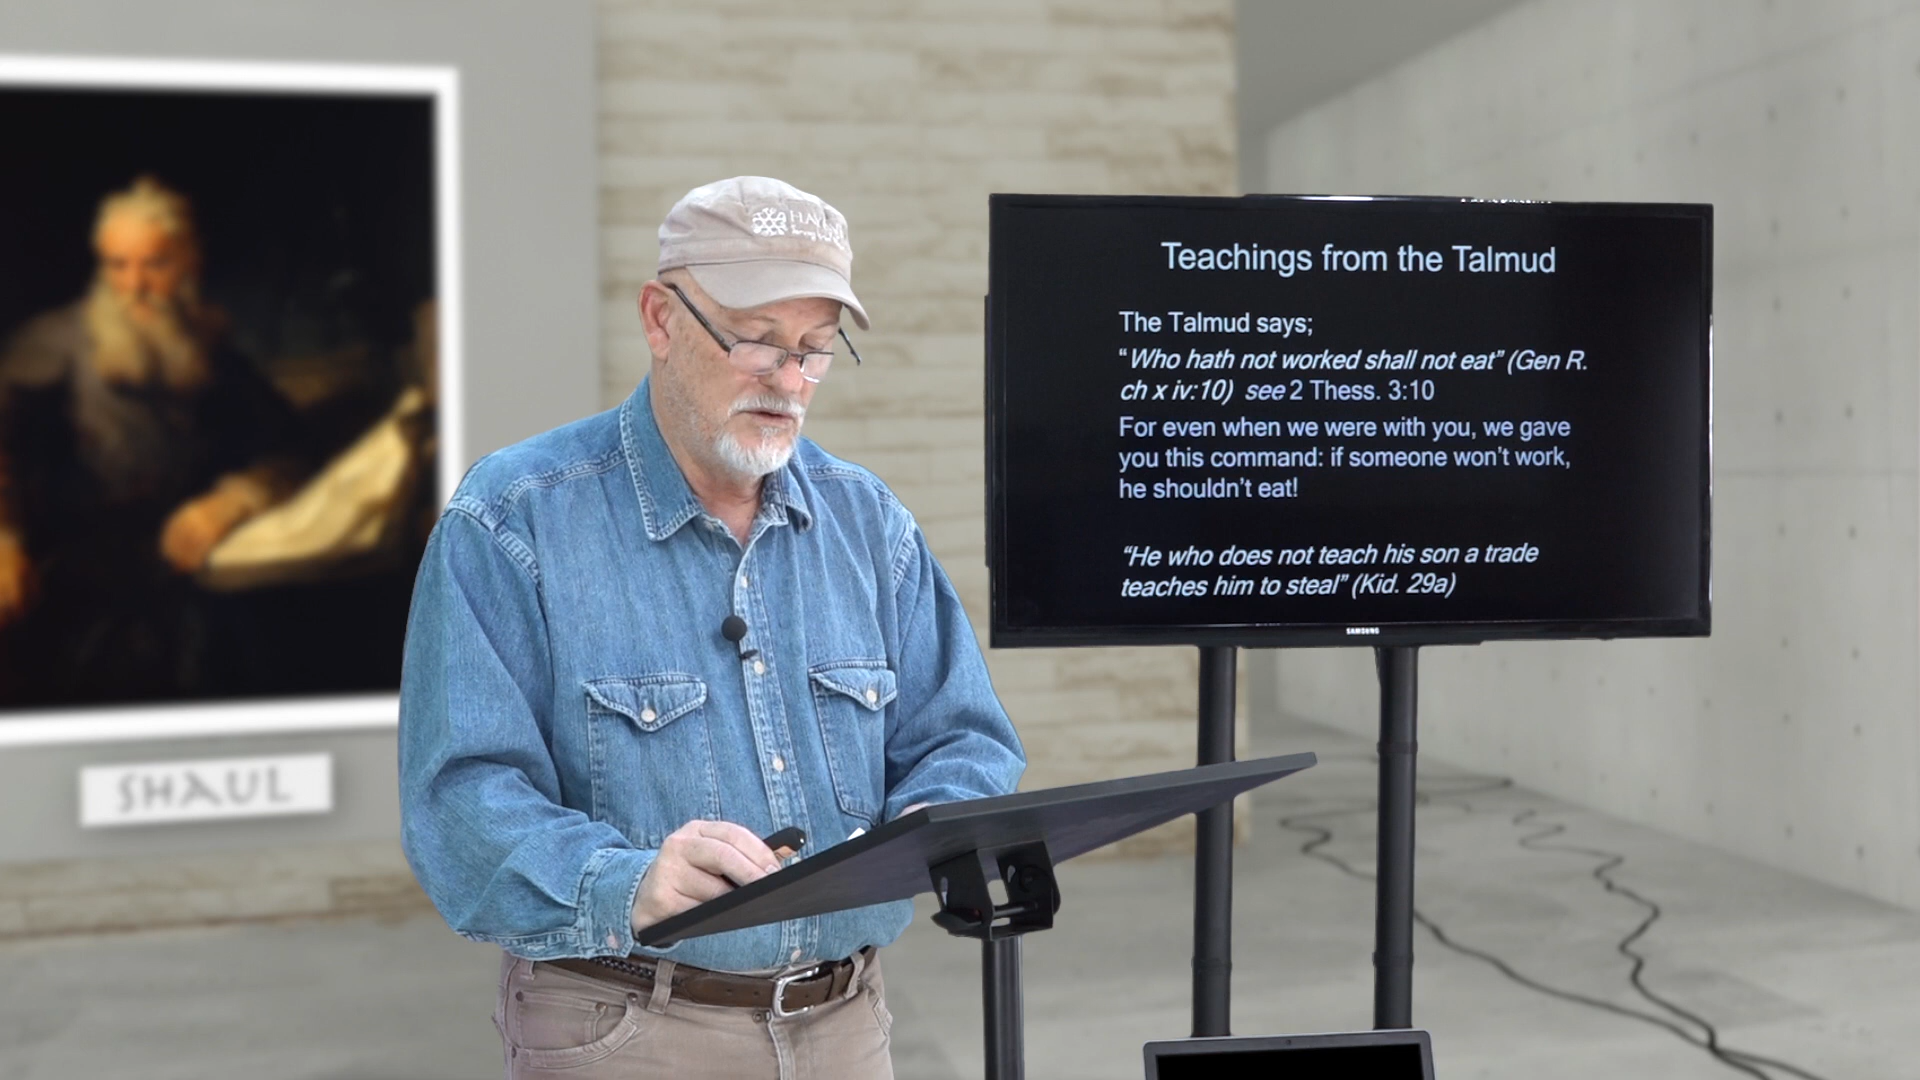 Teachings from the Talmud
The Talmud says;
“Who hath not worked shall not eat” (Gen R.
ch x iv:10) see 2 Thess. 3:10
For even when we were with you, we gave
you this command: if someone won’t work,
he shouldn’t eat!
“He who does not teach his son a trade
teaches him to steal” (Kid. 29a)
SAMSUNG
SHAUL